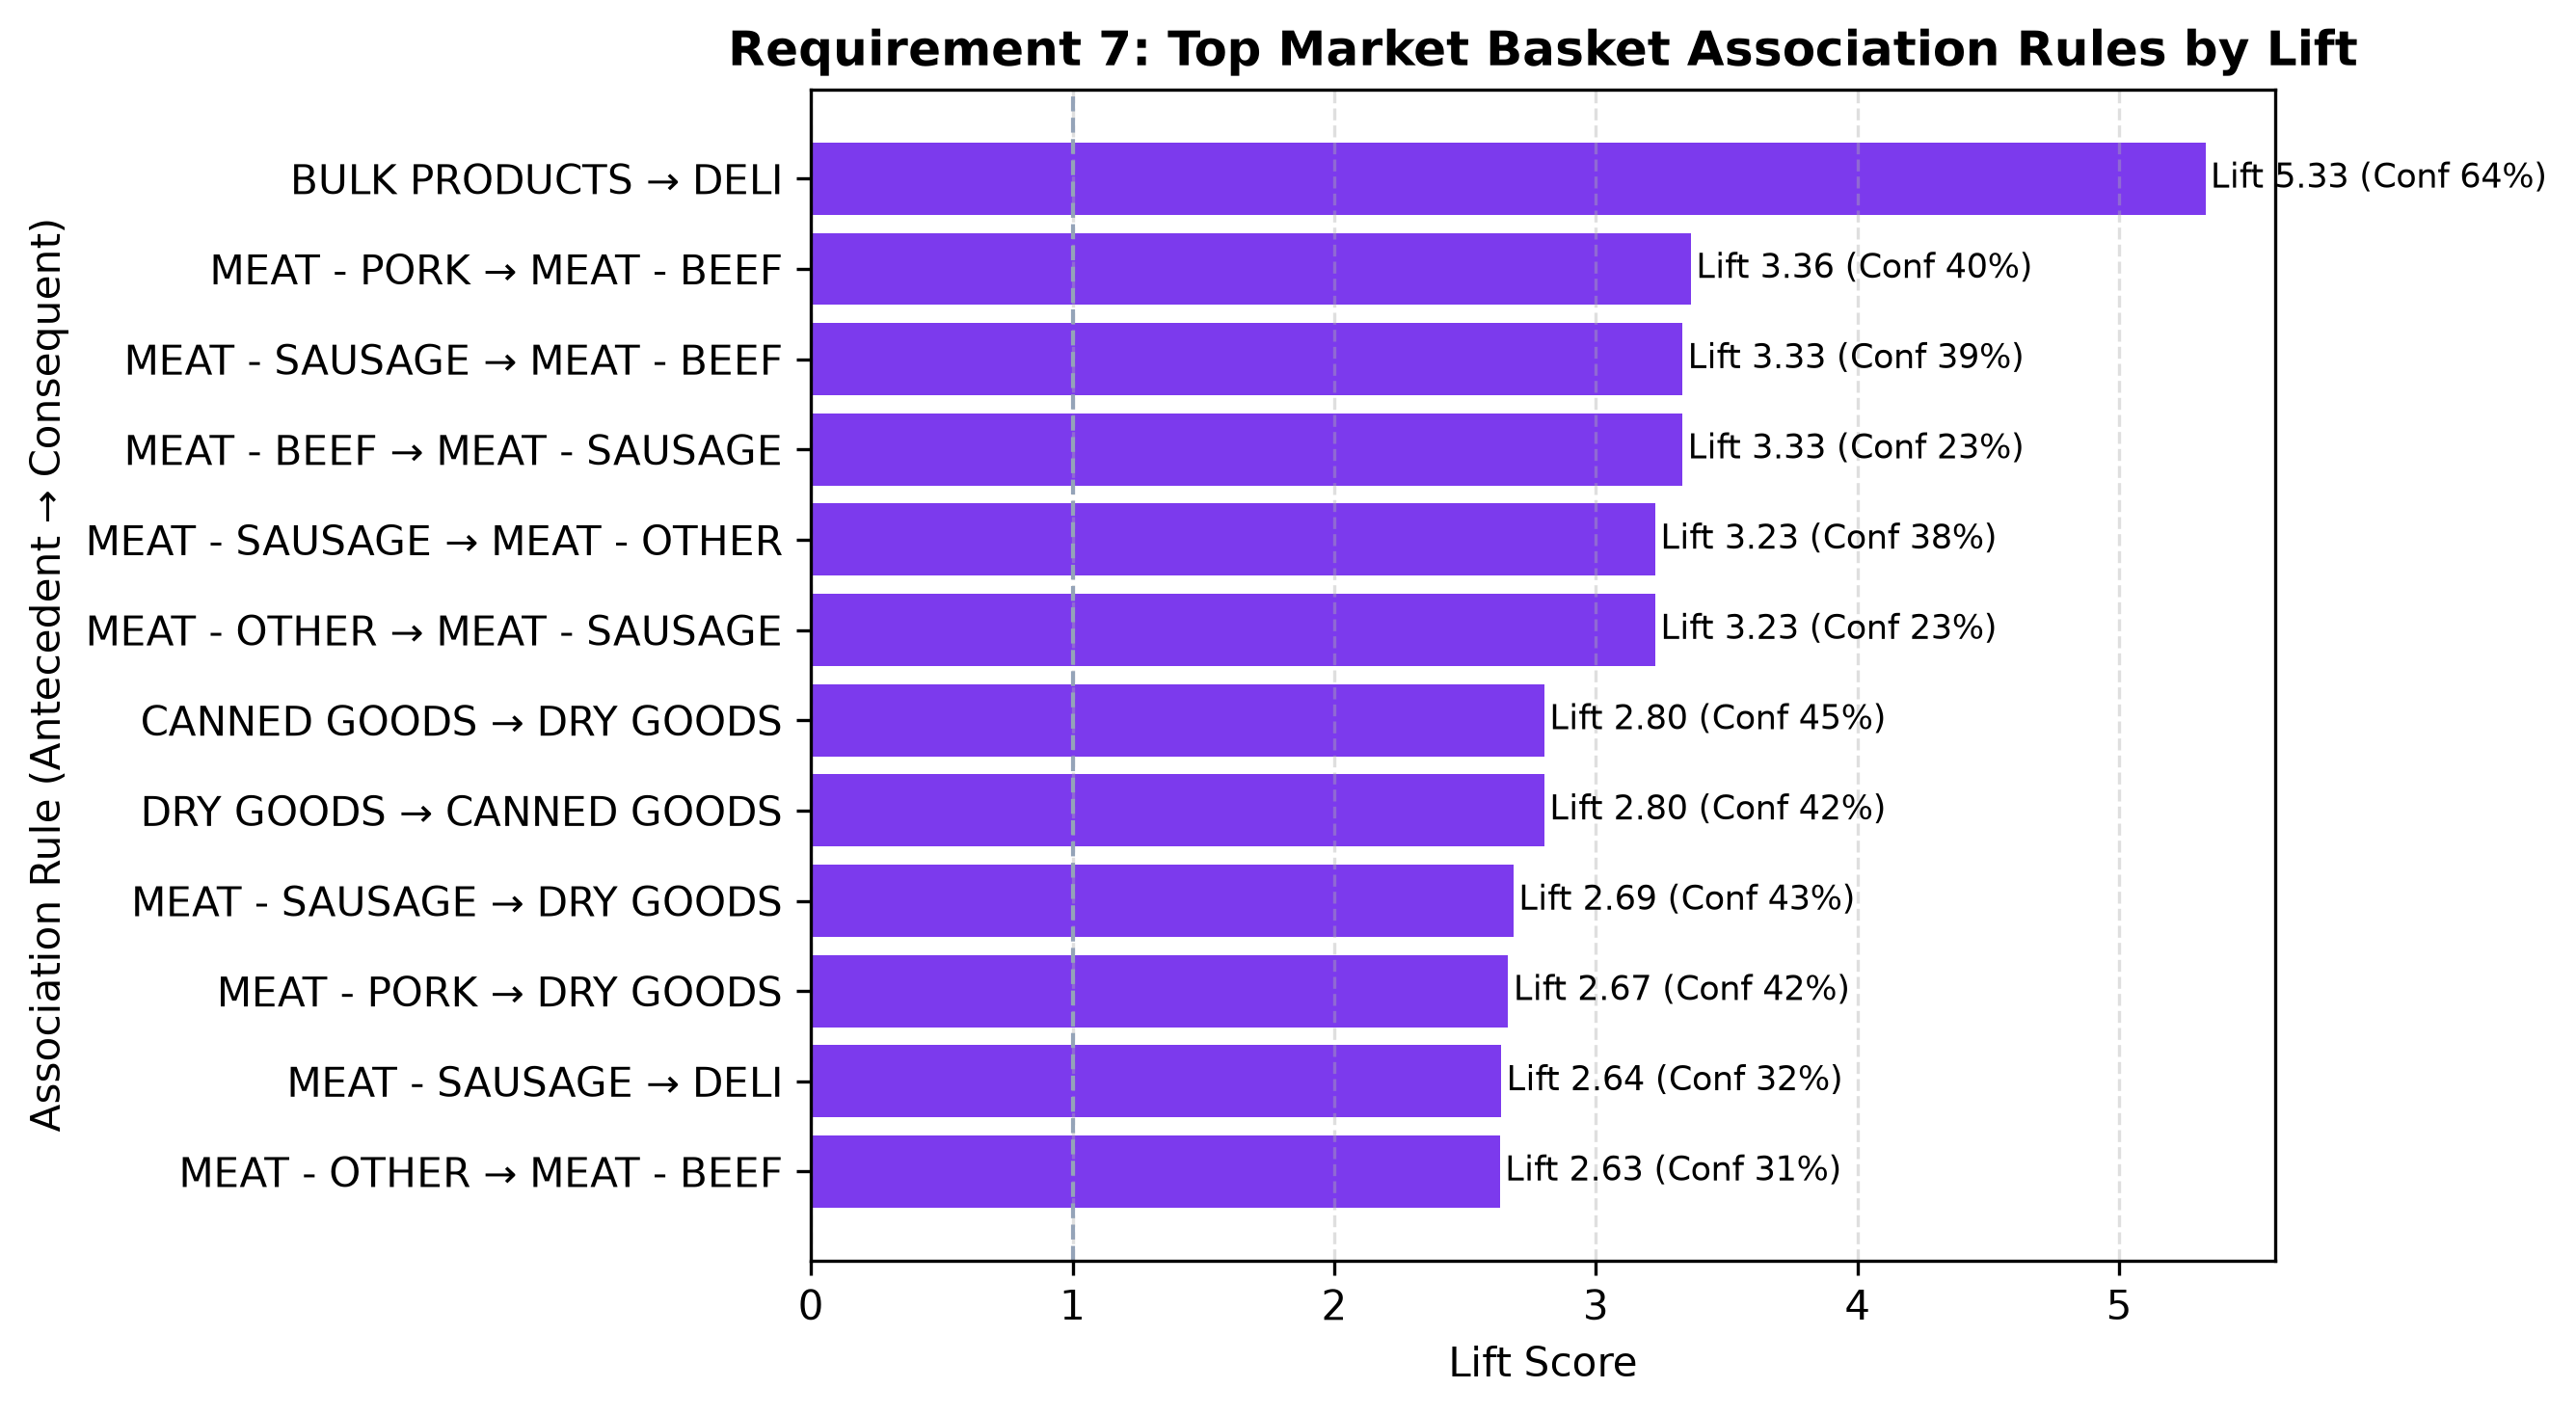 Requirement 7: Top Market Basket Association Rules by Lift
Association Rule (Antecedent → Consequent)
BULK PRODUCTS → DELI
Lift 5.33 (Conf 64%)
MEAT - PORK → MEAT - BEEF
Lift 3.36 (Conf 40%)
MEAT - SAUSAGE → MEAT - BEEF
Lift 3.33 (Conf 39%)
MEAT - BEEF → MEAT - SAUSAGE
Lift 3.33 (Conf 23%)
MEAT - SAUSAGE → MEAT - OTHER
Lift 3.23 (Conf 38%)
MEAT - OTHER → MEAT - SAUSAGE
Lift 3.23 (Conf 23%)
CANNED GOODS → DRY GOODS
Lift 2.80 (Conf 45%)
DRY GOODS → CANNED GOODS
Lift 2.80 (Conf 42%)
MEAT - SAUSAGE → DRY GOODS
Lift 2.69 (Conf 43%)
MEAT - PORK → DRY GOODS
Lift 2.67 (Conf 42%)
MEAT - SAUSAGE → DELI
Lift 2.64 (Conf 32%)
MEAT - OTHER → MEAT - BEEF
Lift 2.63 (Conf 31%)
0 1 2 3 4 5
Lift Score